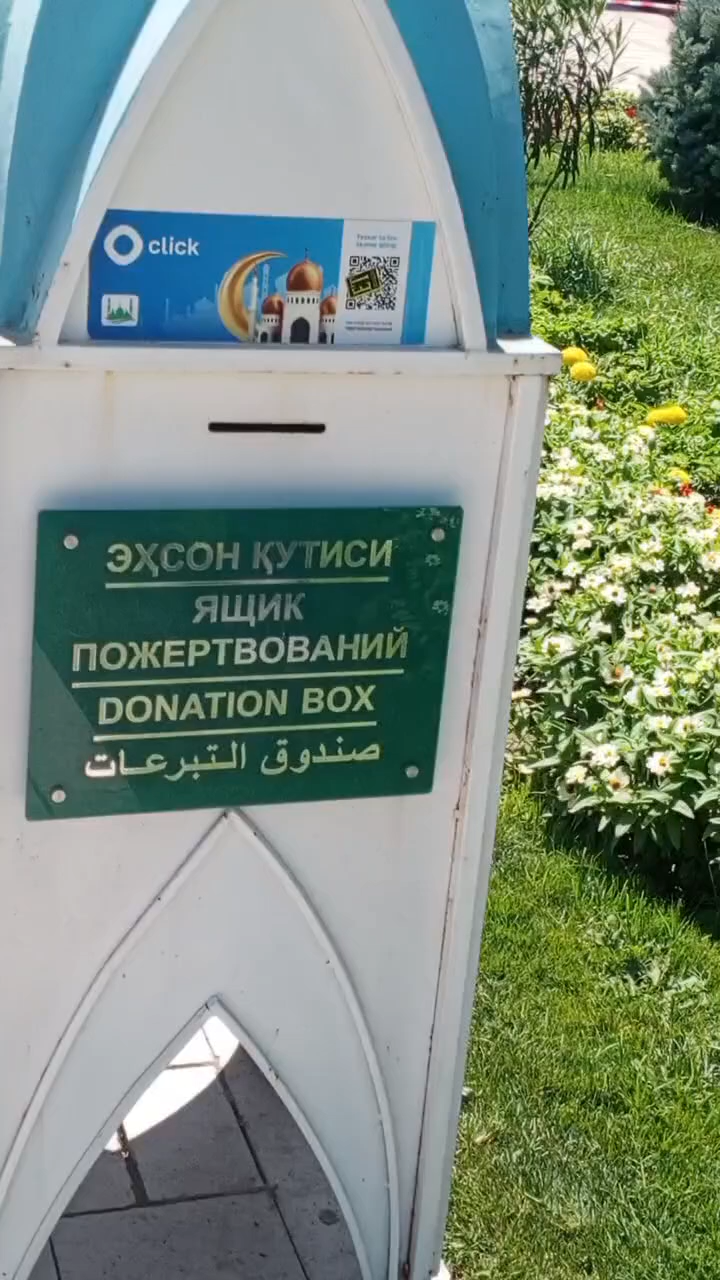 click
ЭҲСОН ҚУТИСИ
ЯЩИК
ПОЖЕРТВОВАНИЙ
DONATION BOX
صندوق التبرعات